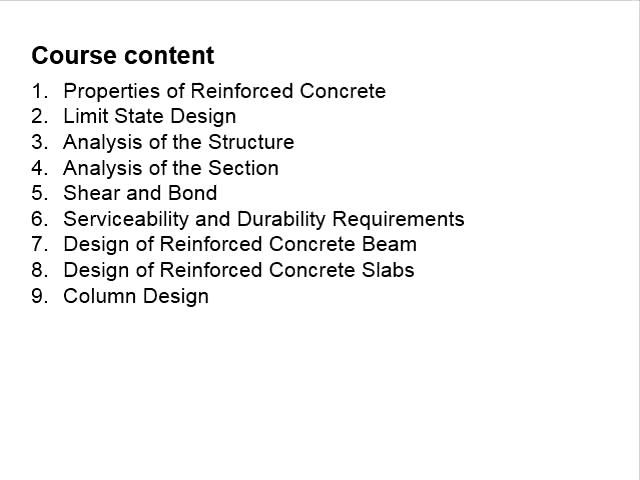 Course content
1. Properties of Reinforced Concrete
2. Limit State Design
3. Analysis of the Structure
4. Analysis of the Section
5. Shear and Bond
6. Serviceability and Durability Requirements
7. Design of Reinforced Concrete Beam
8. Design of Reinforced Concrete Slabs
9. Column Design